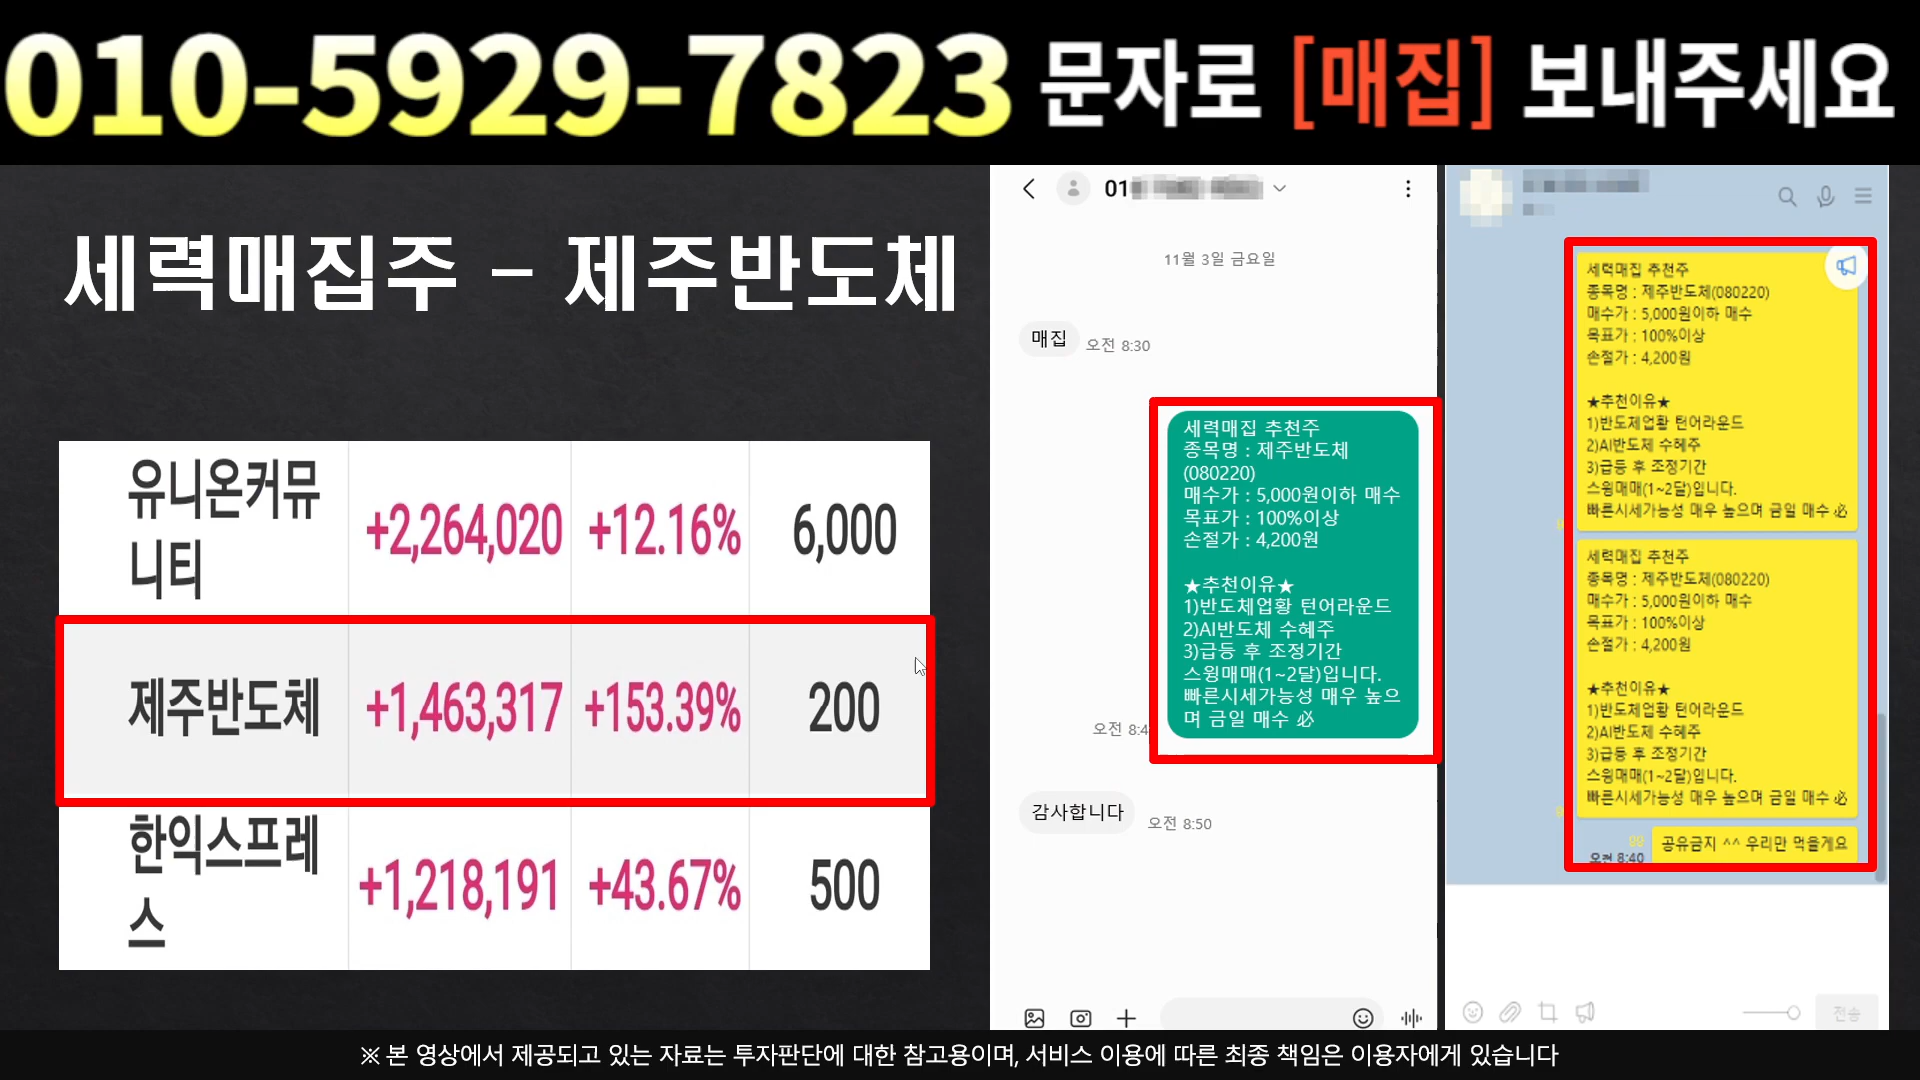 010-5929-7823 문자로 [매집] 보내주세요
세력매집주 - 제주반도체
유니온커뮤
니티
+2,264,020 +12.16% 6,000
제주반도체 +1,463,317 +153.39% 200
한익스프레
스
+1,218,191 +43.67% 500
01
11월 3일 금요일
매집 오전 8:30
세력매집 추천주
종목명 : 제주반도체
(080220)
매수가 : 5,000원이하 매수
목표가 : 100%이상
손절가 : 4,200원
★추천이유★
1)반도체업황 턴어라운드
2)AI반도체 수혜주
3)급등 후 조정기간
스윙매매(1~2달)입니다.
빠른시세가능성 매우 높으
며 금일 매수 必
오전 8:4
감사합니다 오전 8:50
세력매집 추천주
종목명 : 제주반도체(080220)
매수가 : 5,000원이하 매수
목표가 : 100%이상
손절가 : 4,200원
★추천이유★
1)반도체업황 턴어라운드
2)AI반도체 수혜주
3)급등 후 조정기간
스윙매매(1~2달)입니다.
빠른시세가능성 매우 높으며 금일 매수 必
세력매집 추천주
종목명 : 제주반도체(080220)
매수가 : 5,000원이하 매수
목표가 : 100%이상
손절가 : 4,200원
★추천이유★
1)반도체업황 턴어라운드
2)AI반도체 수혜주
3)급등 후 조정기간
스윙매매(1~2달)입니다.
빠른시세가능성 매우 높으며 금일 매수 必
오전 8:40 공유금지 ^^ 우리만 먹을게요
전송
※ 본 영상에서 제공되고 있는 자료는 투자판단에 대한 참고용이며, 서비스 이용에 따른 최종 책임은 이용자에게 있습니다